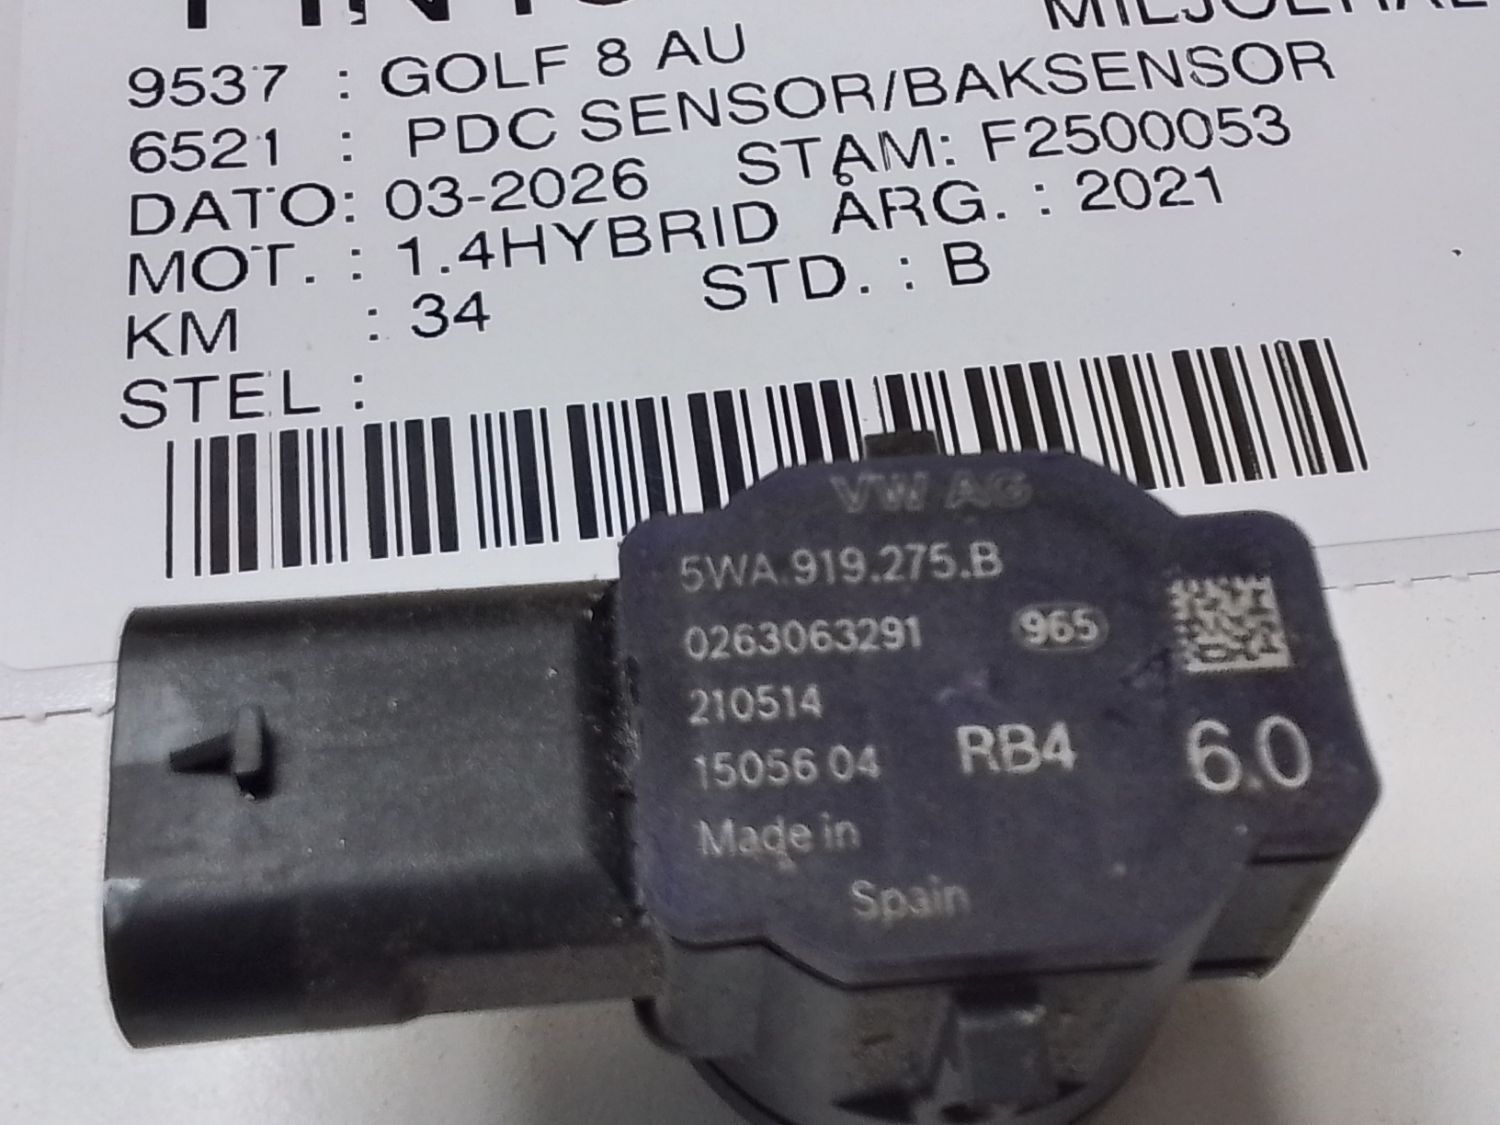 9537 : GOLF 8 AU
6521 : PDC SENSOR/BAKSENSOR
DATO: 03-2026 STAM: F2500053
MOT. : 1.4HYBRID ÅRG. : 2021
KM : 34 STD. : B
STEL :
VW AG
5WA.919.275.B
0263063291 965
210514
15056 04 RB4 6.0
Made in
Spain